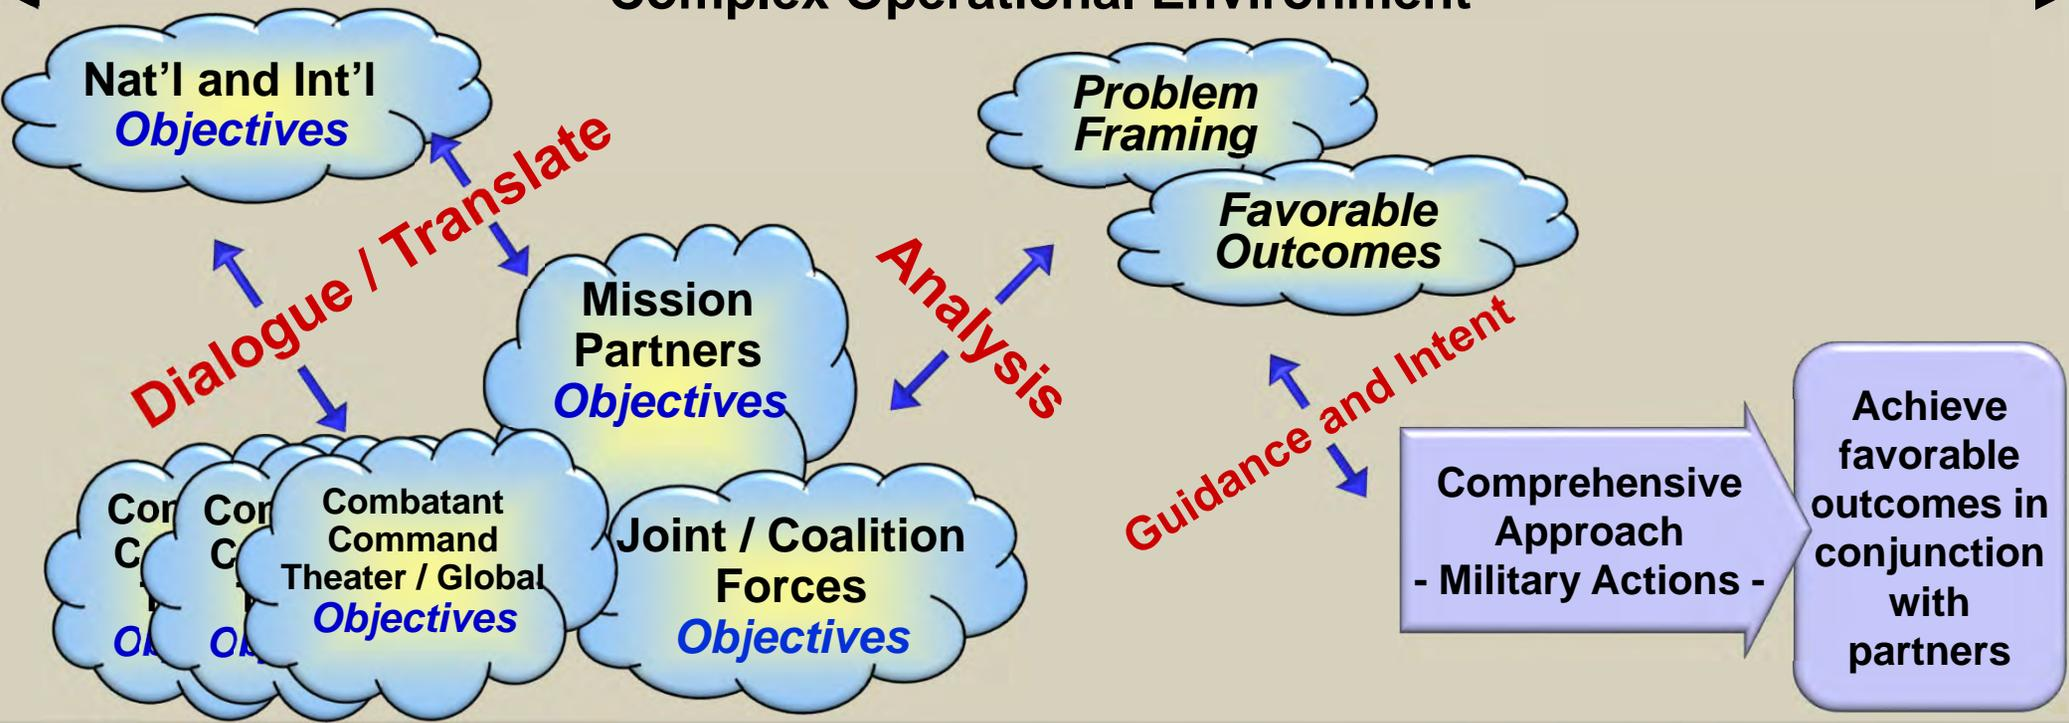 Complex Operational Environment
Nat'l and Int'l
Objectives
Dialogue / Translate
Mission
Partners
Objectives
Combatant
Command
Theater / Global
Objectives
Joint / Coalition
Forces
Objectives
Analysis
Problem
Framing
Favorable
Outcomes
Guidance and Intent
Comprehensive
Approach
- Military Actions -
Achieve
favorable
outcomes in
conjunction
with
partners